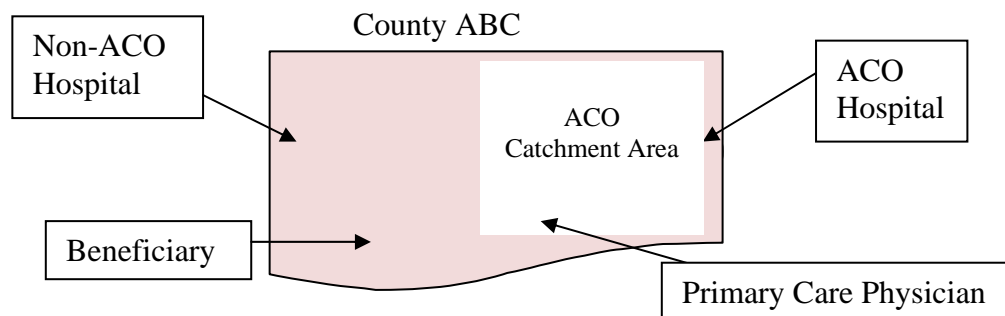 County ABC
Non-ACO
Hospital
ACO
Hospital
ACO
Catchment Area
Beneficiary
Primary Care Physician